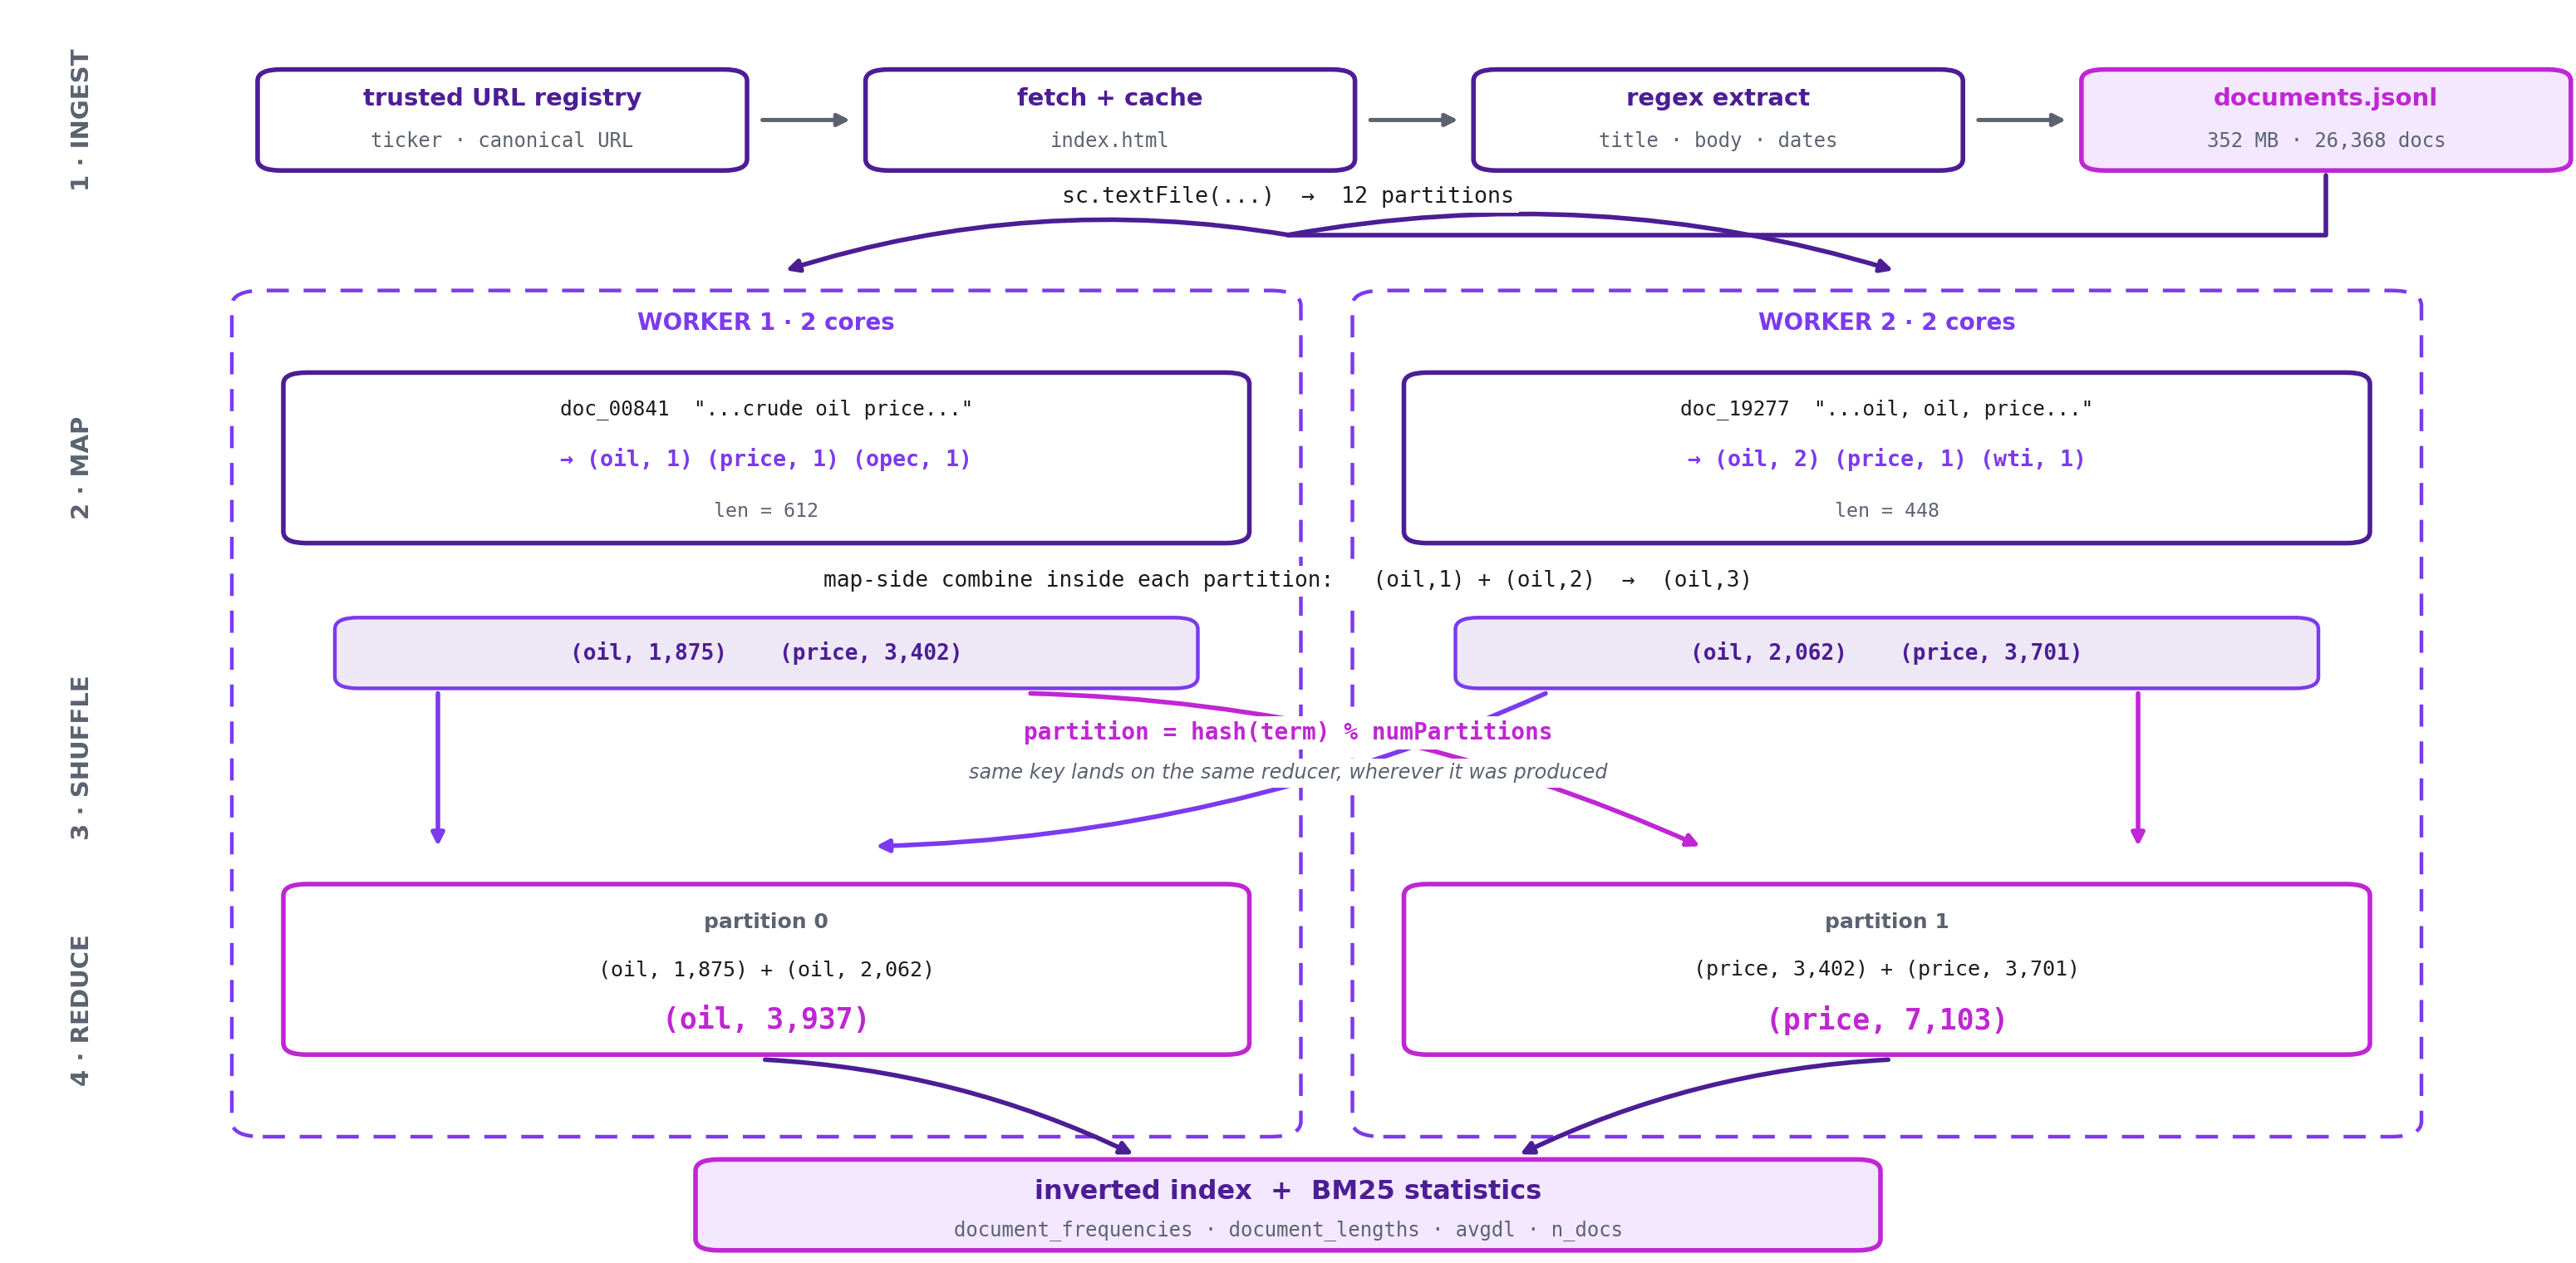 1 · INGEST
trusted URL registry
ticker · canonical URL
fetch + cache
index.html
regex extract
title · body · dates
documents.jsonl
352 MB · 26,368 docs
sc.textFile(...) → 12 partitions
WORKER 1 · 2 cores
WORKER 2 · 2 cores
2 · MAP
doc_00841 "...crude oil price..."
→ (oil, 1) (price, 1) (opec, 1)
len = 612
doc_19277 "...oil, oil, price..."
→ (oil, 2) (price, 1) (wti, 1)
len = 448
map-side combine inside each partition: (oil,1) + (oil,2) → (oil,3)
3 · SHUFFLE
(oil, 1,875) (price, 3,402)
(oil, 2,062) (price, 3,701)
partition = hash(term) % numPartitions
same key lands on the same reducer, wherever it was produced
4 · REDUCE
partition 0
(oil, 1,875) + (oil, 2,062)
(oil, 3,937)
partition 1
(price, 3,402) + (price, 3,701)
(price, 7,103)
inverted index + BM25 statistics
document_frequencies · document_lengths · avgdl · n_docs